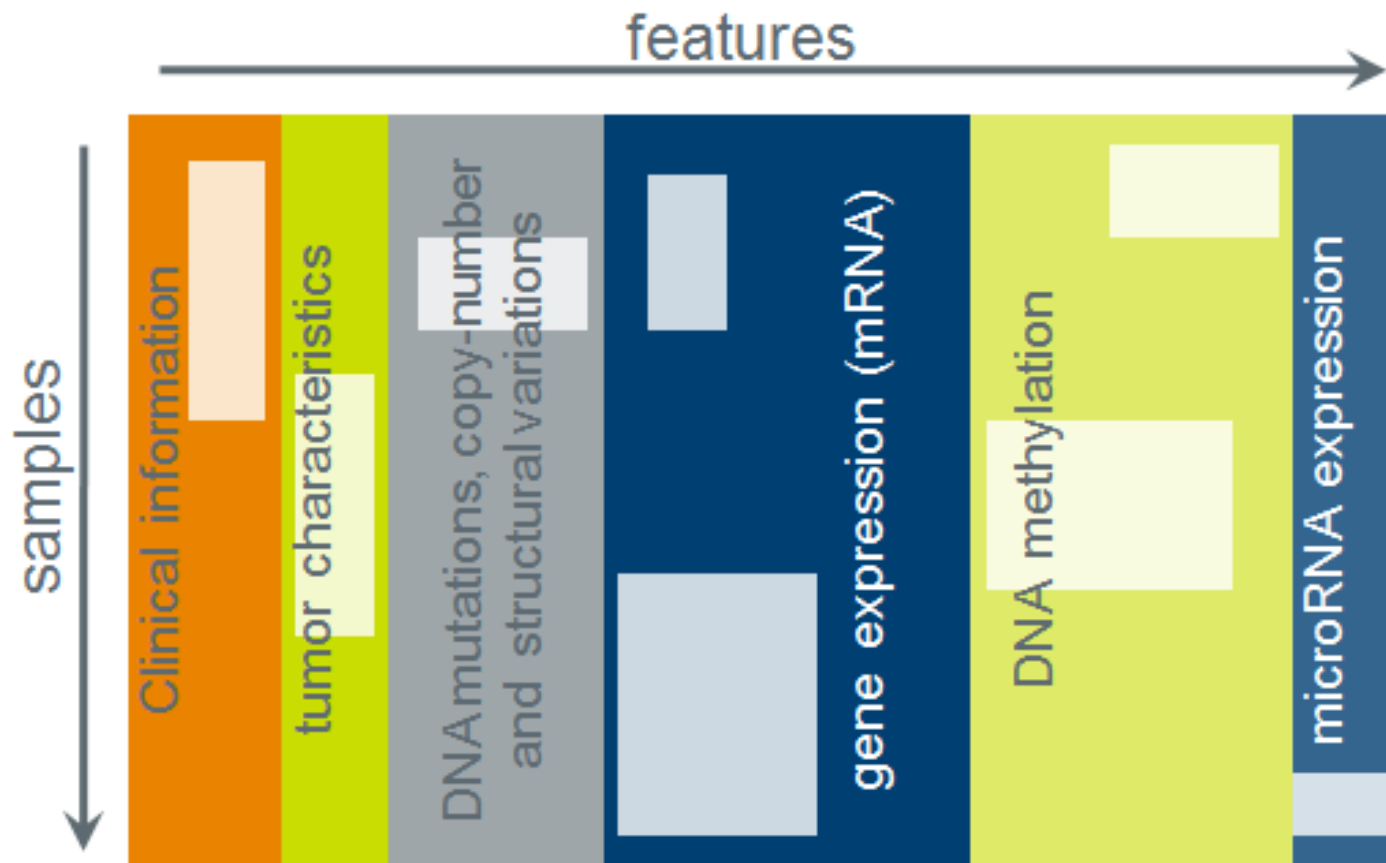 features
samples
Clinical information
tumor characteristics
DNA mutations, copy-number
and structural variations
gene expression (mRNA)
DNA methylation
microRNA expression